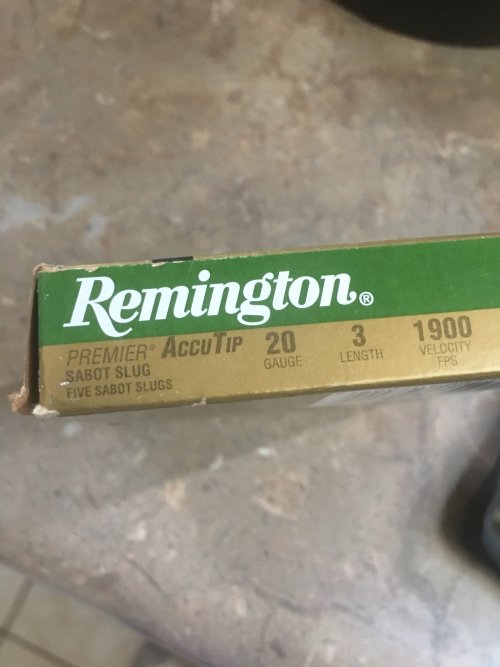 Remington®
PREMIER® ACCUTIP
SABOT SLUG
FIVE SABOT SLUGS
20
GAUGE
3
LENGTH
1900
VELOCITY
FPS